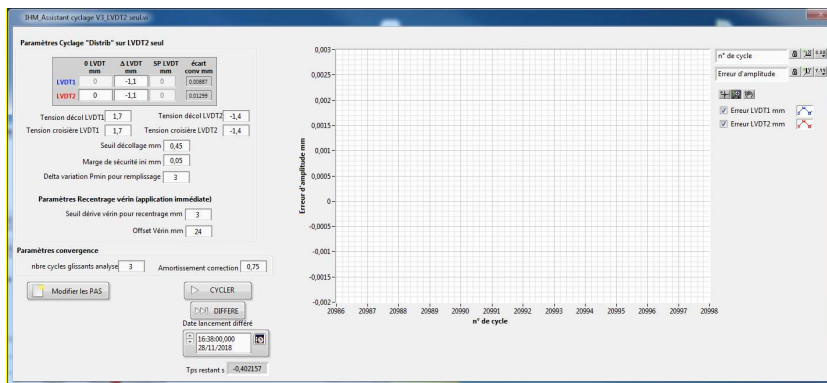 IHM_Assistant cyclage V3_LVDT2 seul.vi
Paramètres Cyclage "Distrib" sur LVDT2 seul
0 LVDT mm Δ LVDT mm SP LVDT mm écart conv mm
LVDT1 0 -1,1 0 0.00887
LVDT2 0 -1,1 0 0.01299
Tension décol LVDT1 1,7 Tension décol LVDT2 -1,4
Tension croisière LVDT1 1,7 Tension croisière LVDT2 -1,4
Seuil décollage mm 0,45
Marge de sécurité ini mm 0,05
Delta variation Pmin pour remplissage 3
Paramètres Recentrage vérin (application immédiate)
Seuil dérive vérin pour recentrage mm 3
Offset Vérin mm 24
Paramètres convergence
nbre cycles glissants analyse 3 Amortissement correction 0,75
Modifier les PAS
CYCLER
DIFFERE
Date lancement différé
16:38:00,000
28/11/2018
Tps restant s -0,402157
Erreur d'amplitude mm
0,003
0,0025
0,002
0,0015
0,001
0,0005
0
-0,0005
-0,001
-0,0015
-0,002
20986 20987 20988 20989 20990 20991 20992 20993 20994 20995 20996 20997 20998
n° de cycle
n° de cycle
Erreur d'amplitude
Erreur LVDT1 mm
Erreur LVDT2 mm